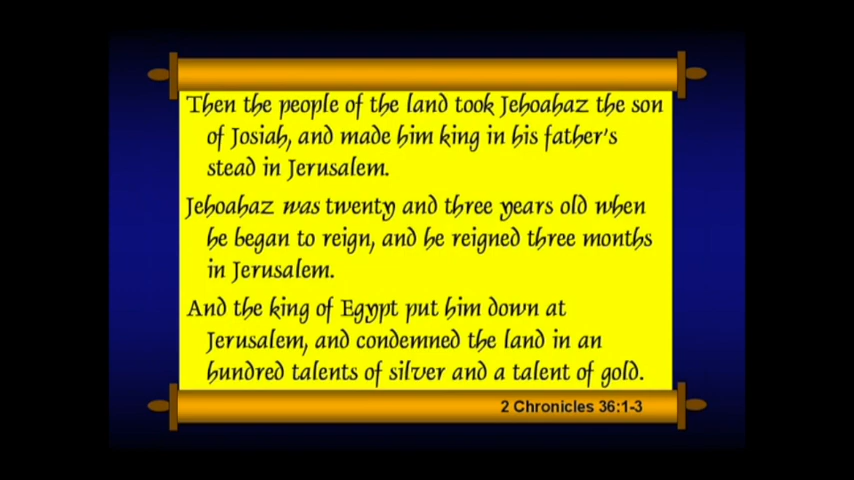 Then the people of the land took Jehoahaz the son
of Josiah, and made him king in his father's
stead in Jerusalem.
Jehoahaz was twenty and three years old when
he began to reign, and he reigned three months
in Jerusalem.
And the king of Egypt put him down at
Jerusalem, and condemned the land in an
hundred talents of silver and a talent of gold.
2 Chronicles 36:1-3